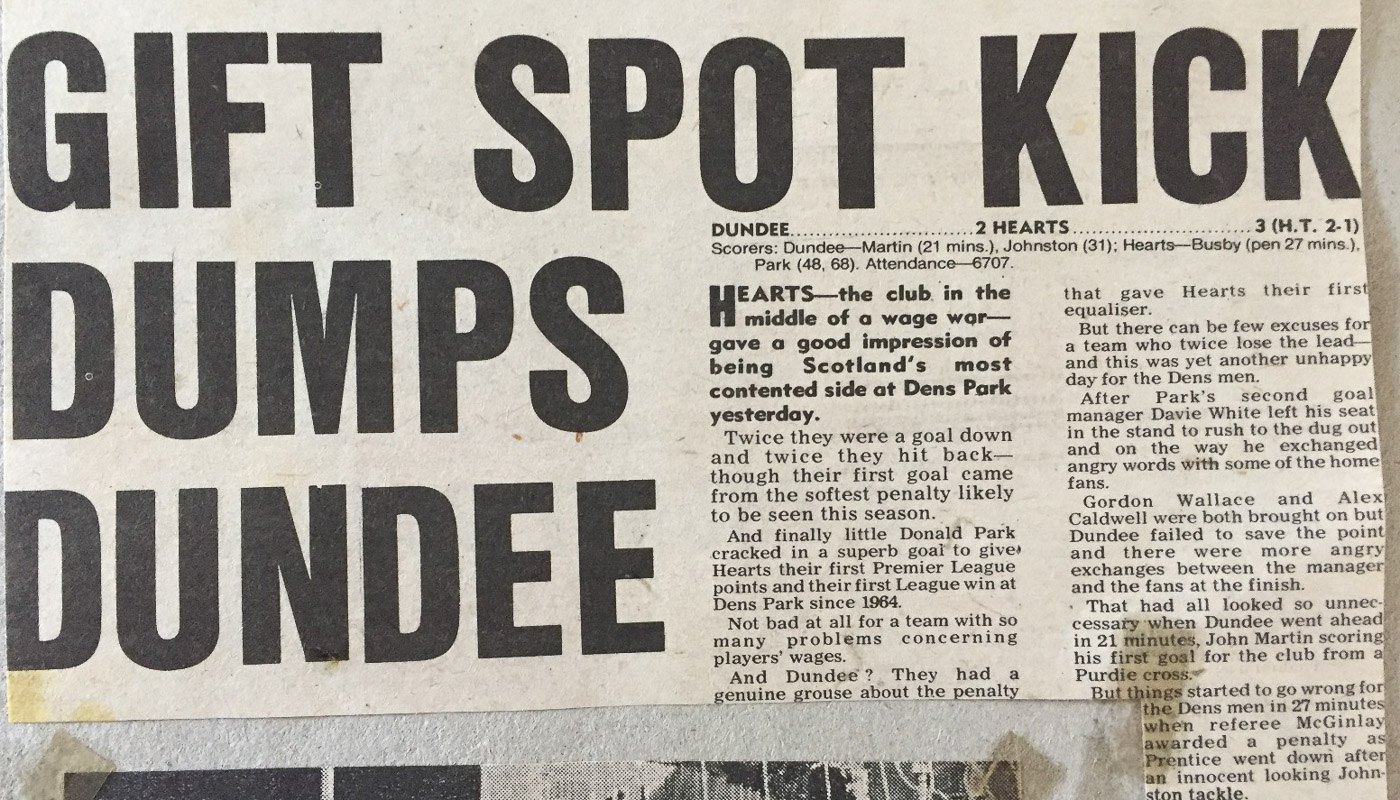 GIFT SPOT KICK
DUMPS
DUNDEE
DUNDEE..............................2 HEARTS..............................3 (H.T. 2-1)
Scorers: Dundee—Martin (21 mins.), Johnston (31); Hearts—Busby (pen 27 mins.),
Park (48, 68). Attendance—6707.
HEARTS—the club in the
middle of a wage war—
gave a good impression of
being Scotland's most
contented side at Dens Park
yesterday.
Twice they were a goal down
and twice they hit back—
though their first goal came
from the softest penalty likely
to be seen this season.
And finally little Donald Park
cracked in a superb goal to give
Hearts their first Premier League
points and their first League win at
Dens Park since 1964.
Not bad at all for a team with so
many problems concerning
players' wages.
And Dundee? They had a
genuine grouse about the penalty
that gave Hearts their first
equaliser.
But there can be few excuses for
a team who twice lose the lead—
and this was yet another unhappy
day for the Dens men.
After Park's second goal
manager Davie White left his seat
in the stand to rush to the dug out
and on the way he exchanged
angry words with some of the home
fans.
Gordon Wallace and Alex
Caldwell were both brought on but
Dundee failed to save the point
and there were more angry
exchanges between the manager
and the fans at the finish.
That had all looked so unnec-
cessary when Dundee went ahead
in 21 minutes, John Martin scoring
his first goal for the club from a
Purdie cross.
But things started to go wrong for
the Dens men in 27 minutes
when referee McGinlay
awarded a penalty as
Prentice went down after
an innocent looking John-
ston tackle.